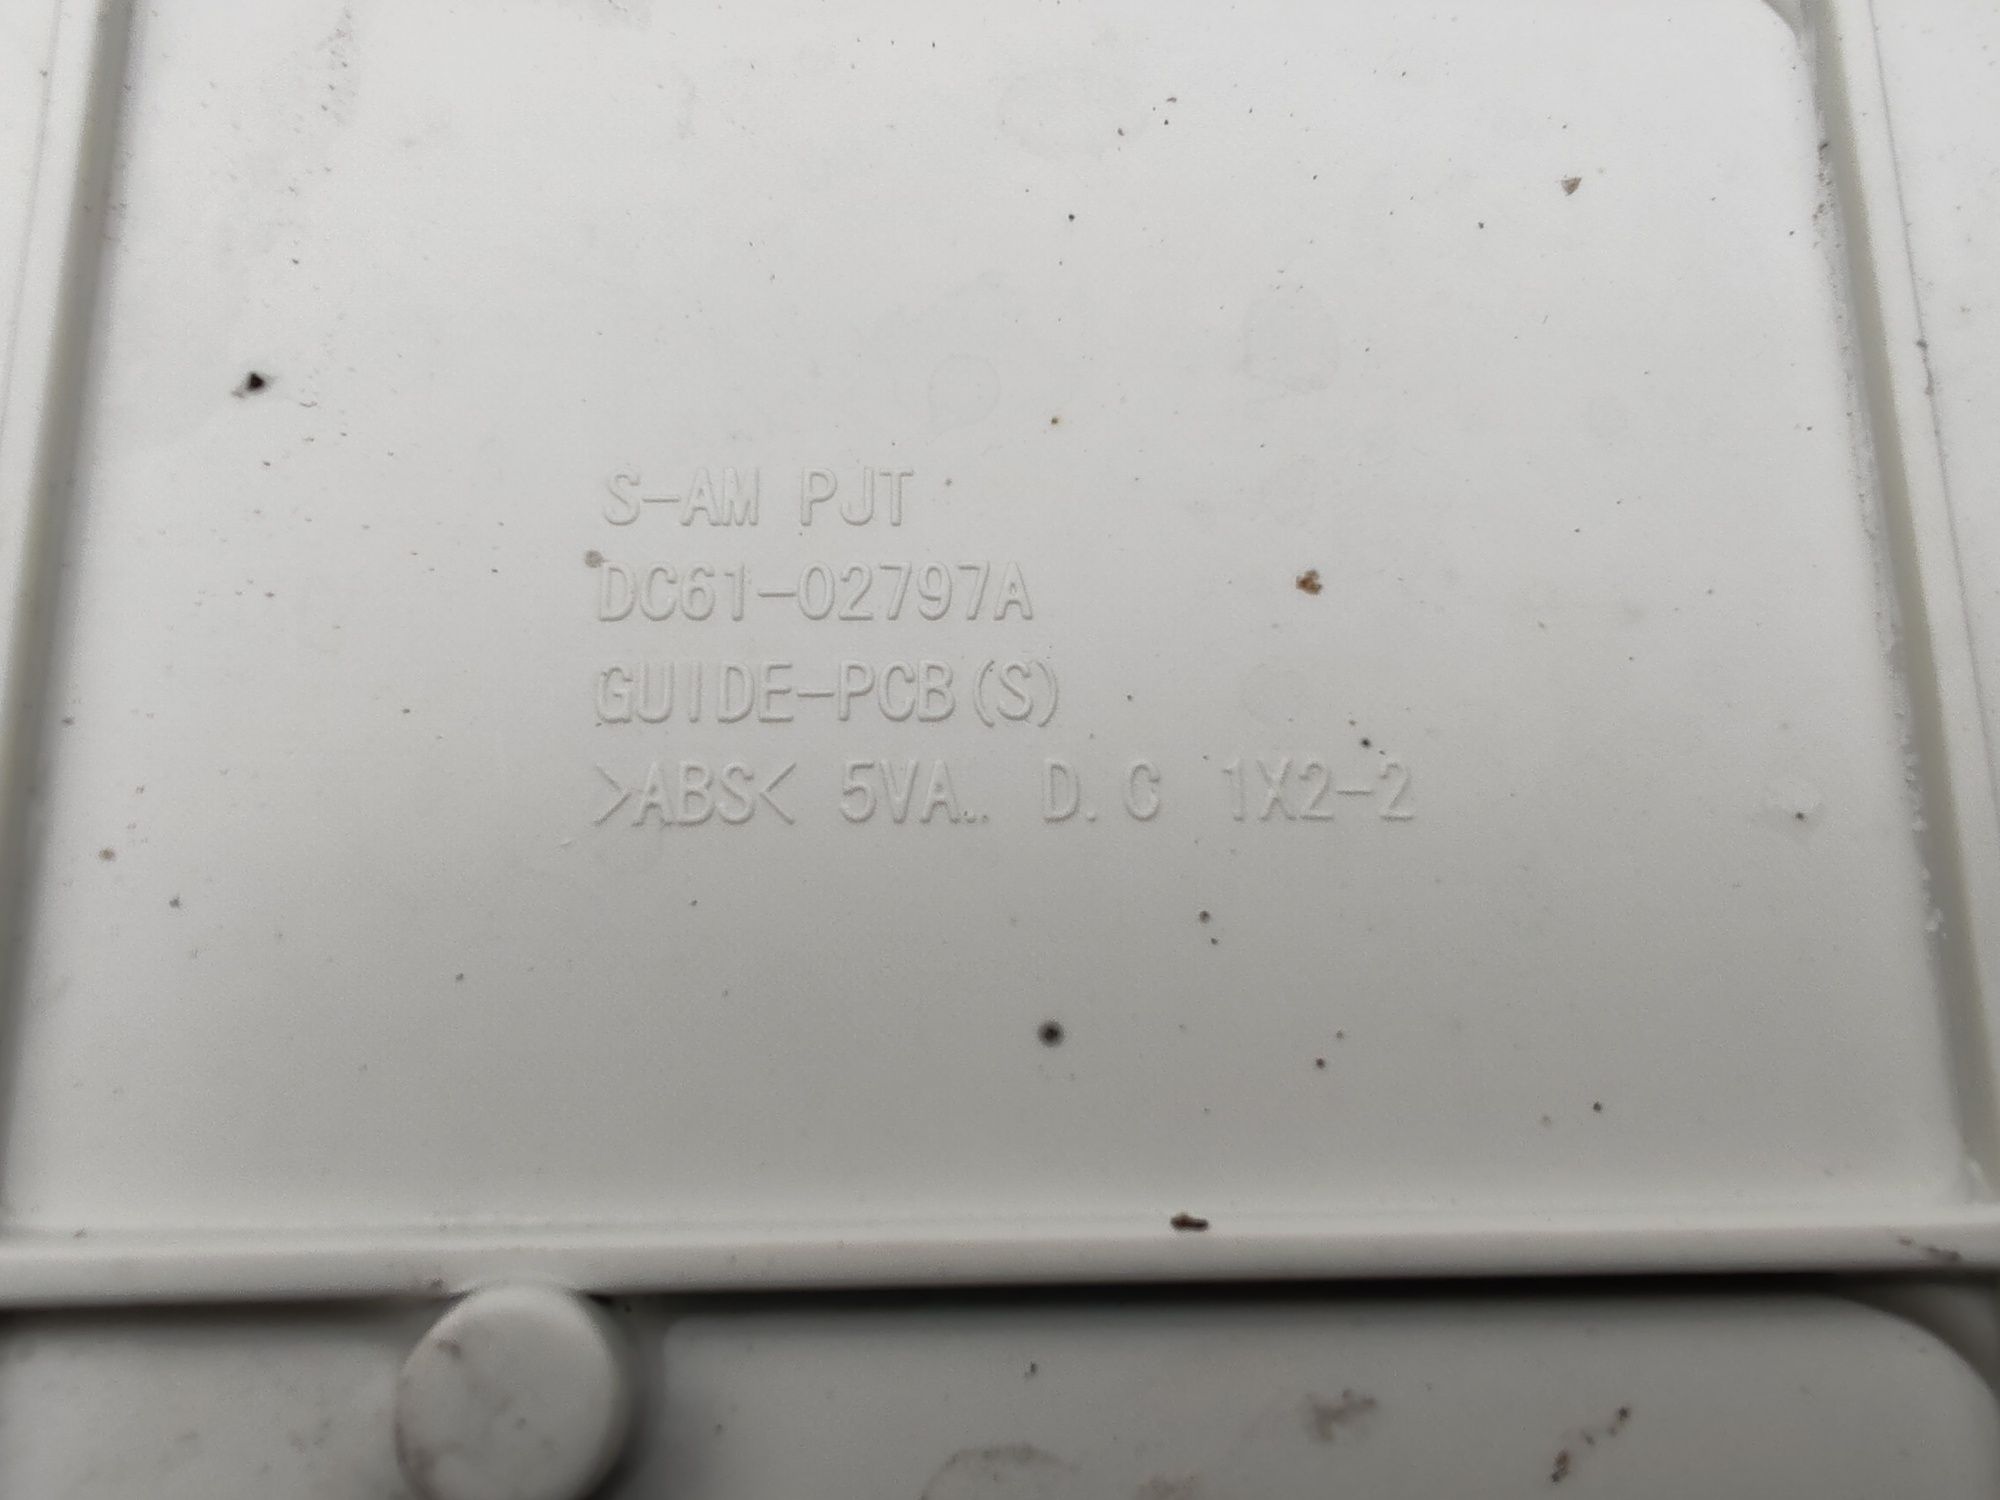 S-AM PJT
DC61-02797A
GUIDE-PCB(S)
>ABS< 5VA.. D.C 1X2-2